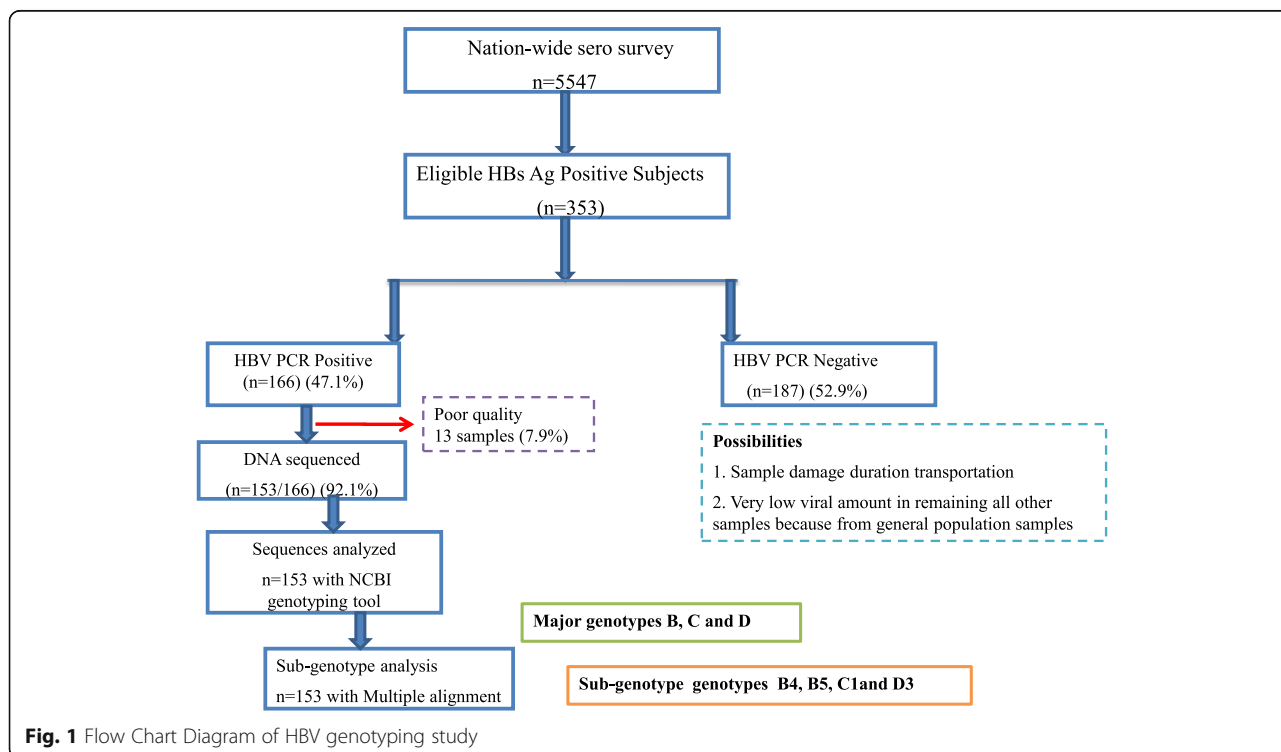 Nation-wide sero survey
n=5547
Eligible HBs Ag Positive Subjects
(n=353)
HBV PCR Positive
(n=166) (47.1%)
HBV PCR Negative
(n=187) (52.9%)
Poor quality
13 samples (7.9%)
Possibilities
1. Sample damage duration transportation
2. Very low viral amount in remaining all other
samples because from general population samples
DNA sequenced
(n=153/166) (92.1%)
Sequences analyzed
n=153 with NCBI
genotyping tool
Major genotypes B, C and D
Sub-genotype analysis
n=153 with Multiple alignment
Sub-genotype genotypes B4, B5, C1and D3
Fig. 1 Flow Chart Diagram of HBV genotyping study